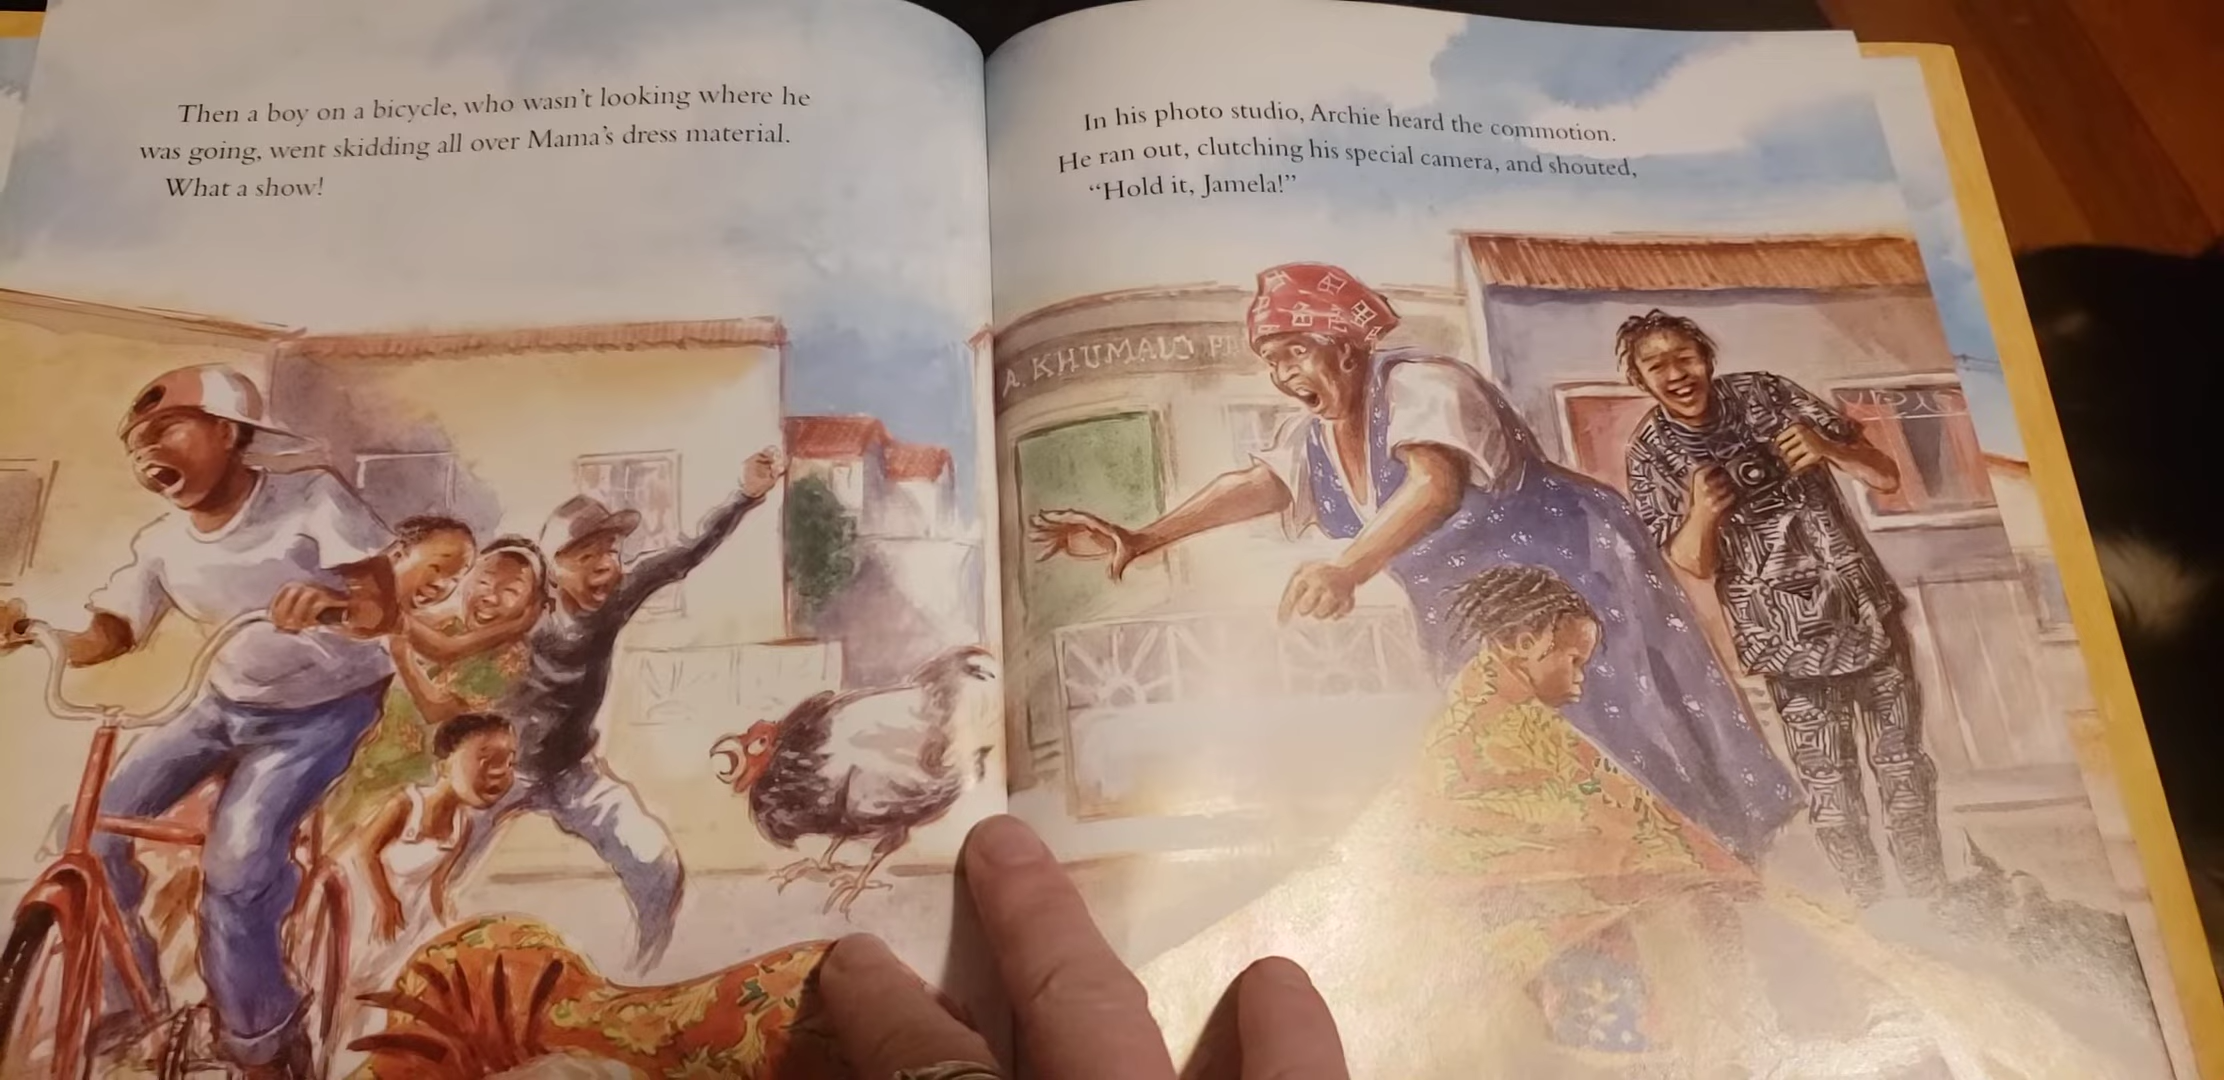 Then a boy on a bicycle, who wasn't looking where he
was going, went skidding all over Mama's dress material.
What a show!
In his photo studio, Archie heard the commotion.
He ran out, clutching his special camera, and shouted,
“Hold it, Jamela!”
A. KHUMALO